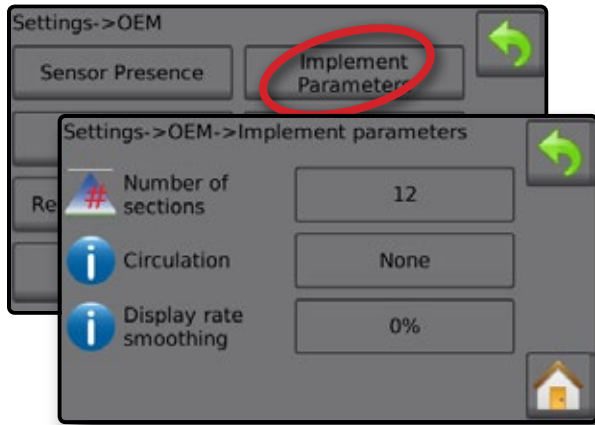 Settings->OEM
Sensor Presence
Implement
Parameters
Re
Settings->OEM->Implement parameters
#
Number of
sections
12
i
Circulation
None
i
Display rate
smoothing
0%